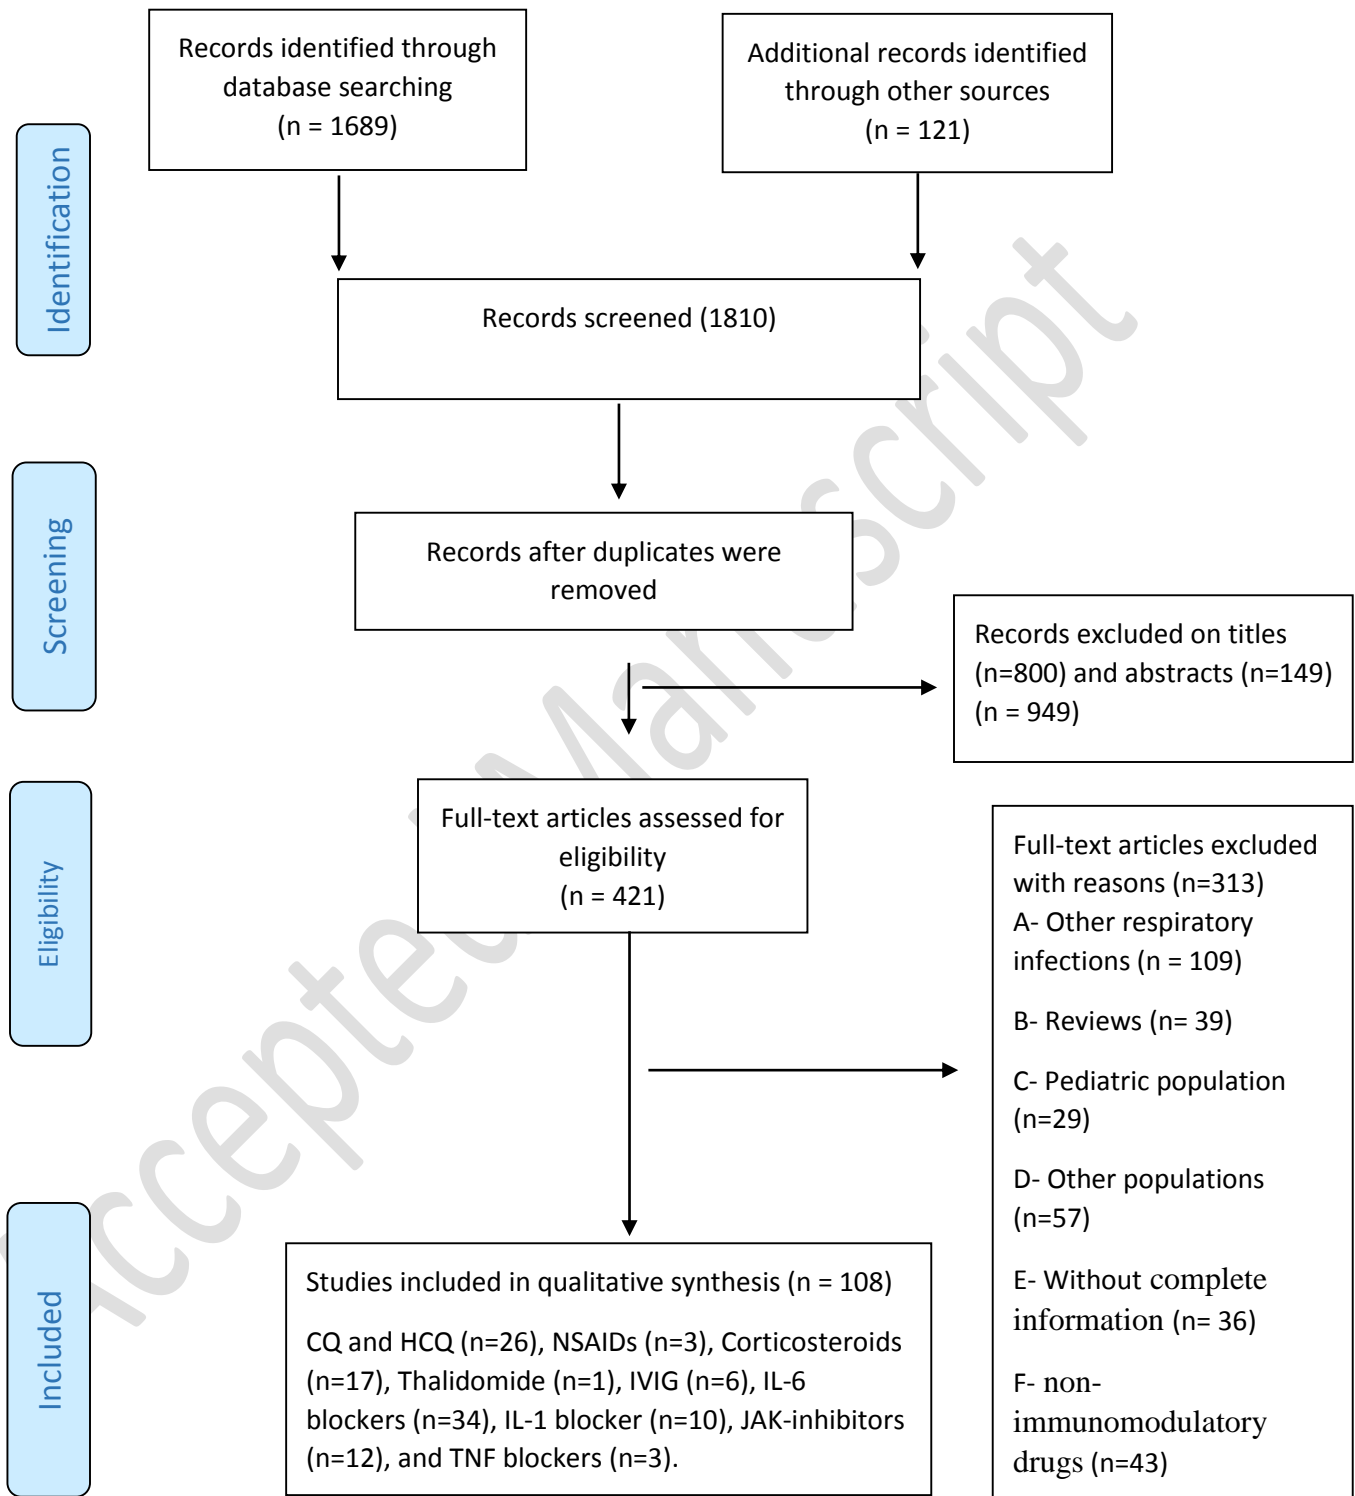 Records identified through
database searching
(n = 1689)
Additional records identified
through other sources
(n = 121)
Identification
Records screened (1810)
Screening
Records after duplicates were
removed
Records excluded on titles
(n=800) and abstracts (n=149)
(n = 949)
Eligibility
Full-text articles assessed for
eligibility
(n = 421)
Full-text articles excluded
with reasons (n=313)
A- Other respiratory
infections (n = 109)
B- Reviews (n= 39)
C- Pediatric population
(n=29)
D- Other populations
(n=57)
E- Without complete
information (n= 36)
F- non-
immunomodulatory
drugs (n=43)
Included
Studies included in qualitative synthesis (n = 108)
CQ and HCQ (n=26), NSAIDs (n=3), Corticosteroids
(n=17), Thalidomide (n=1), IVIG (n=6), IL-6
blockers (n=34), IL-1 blocker (n=10), JAK-inhibitors
(n=12), and TNF blockers (n=3).
Accepted Manuscript